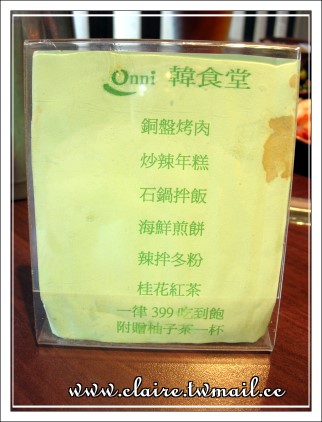 Onni 韓食堂
銅盤烤肉
炒辣年糕
石鍋拌飯
海鮮煎餅
辣拌冬粉
桂花紅茶
一律 399 吃到飽
附贈柚子茶一杯
www.claire.twmail.cc